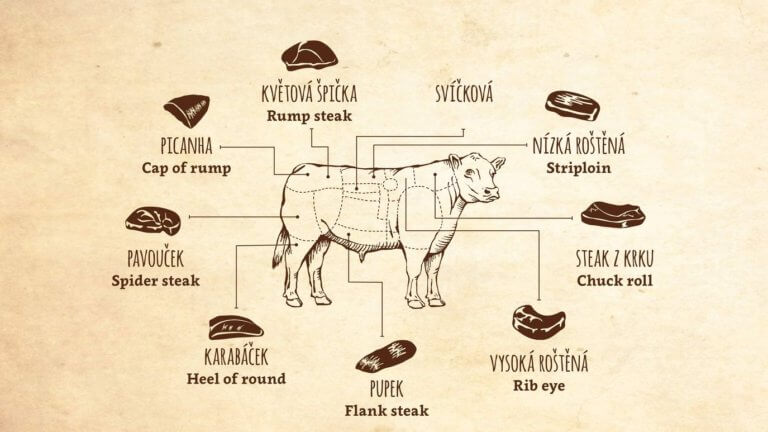 KVĚTOVÁ ŠPIČKA
Rump steak
SVÍČKOVÁ
PICANHA
Cap of rump
NÍZKÁ ROŠTĚNÁ
Striploin
PAVOUČEK
Spider steak
STEAK Z KRKU
Chuck roll
KARABÁČEK
Heel of round
PUPEK
Flank steak
VYSOKÁ ROŠTĚNÁ
Rib eye